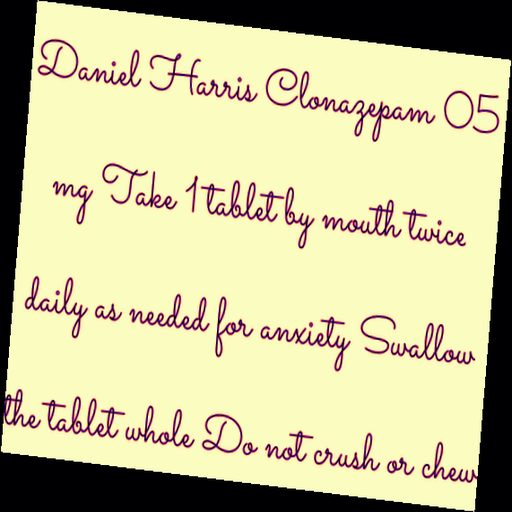 Daniel Harris Clonazepam 05
mg Take 1 tablet by mouth twice
daily as needed for anxiety Swallow
the tablet whole Do not crush or chew